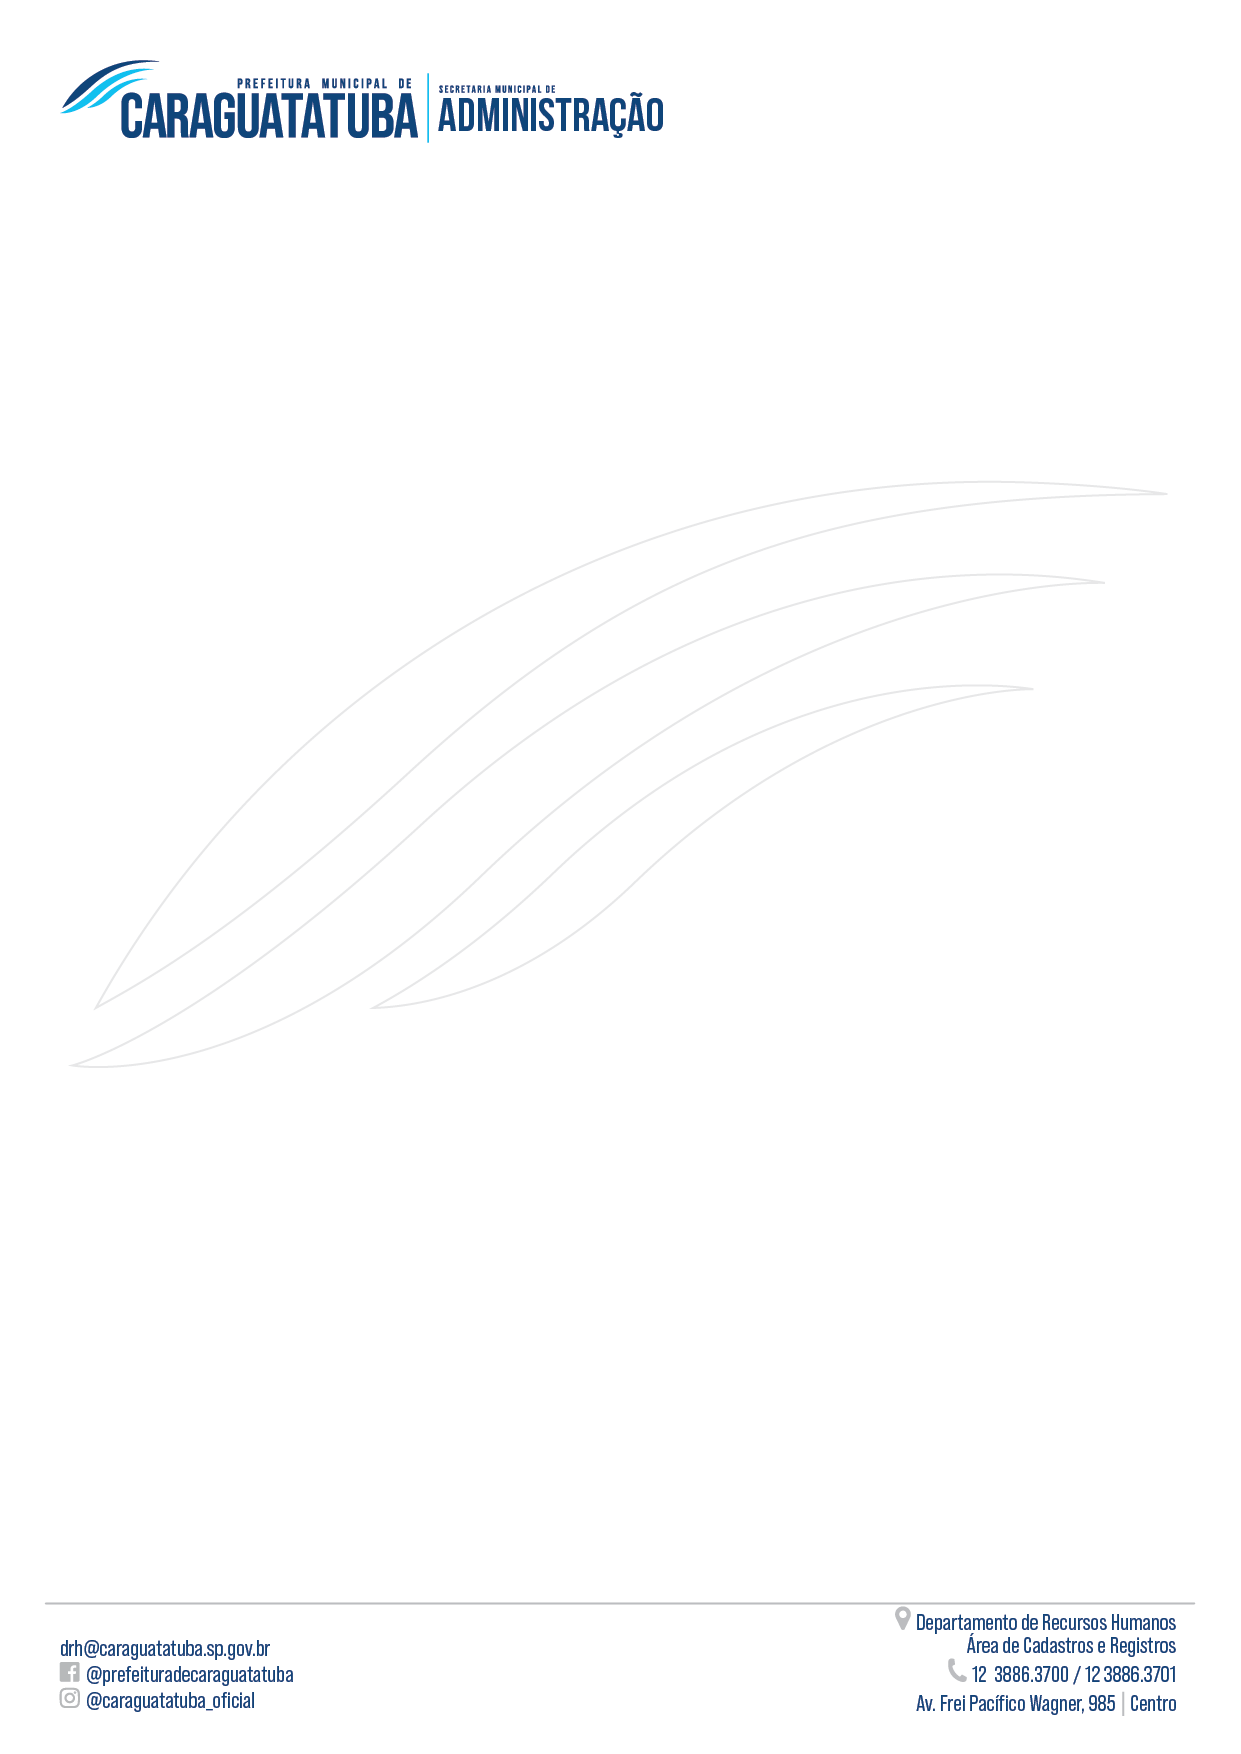 PREFEITURA MUNICIPAL DE
CARAGUATATUBA
SECRETARIA MUNICIPAL DE
ADMINISTRAÇÃO
drh@caraguatatuba.sp.gov.br
@prefeituradecaraguatatuba
@caraguatatuba_oficial
Departamento de Recursos Humanos
Área de Cadastros e Registros
12 3886.3700 / 12 3886.3701
Av. Frei Pacífico Wagner, 985 | Centro